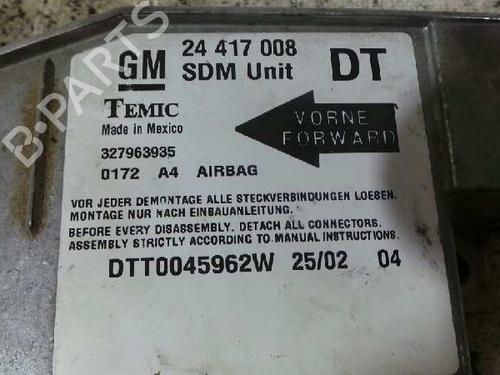 GM 24 417 008 DT
SDM Unit
TEMIC
Made in Mexico
VORNE
FORWARD
327963935
0172 A4 AIRBAG
VOR JEDER DEMONTAGE ALLE STECKVERBINDUNGEN LOESEN.
MONTAGE NUR NACH EINBAUANLEITUNG.
BEFORE EVERY DISASSEMBLY. DETACH ALL CONNECTORS.
ASSEMBLY STRICTLY ACCORDING TO MANUAL INSTRUCTIONS.
DTT0045962W 25/02 04
B-PARTS